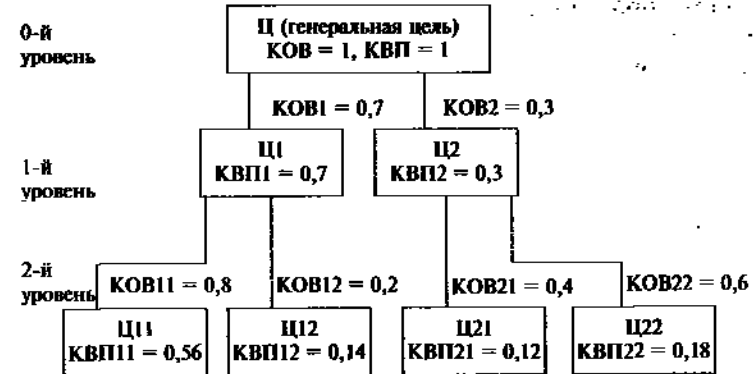 0-й
уровень
Ц (генеральная цель)
КОВ = 1, КВП = 1
КОВ1 = 0,7
КОВ2 = 0,3
1-й
уровень
Ц1
КВП1 = 0,7
Ц2
КВП2 = 0,3
2-й
уровень
КОВ11 = 0,8
КОВ12 = 0,2
КОВ21 = 0,4
КОВ22 = 0,6
Ц11
КВП11 = 0,56
Ц12
КВП12 = 0,14
Ц21
КВП21 = 0,12
Ц22
КВП22 = 0,18